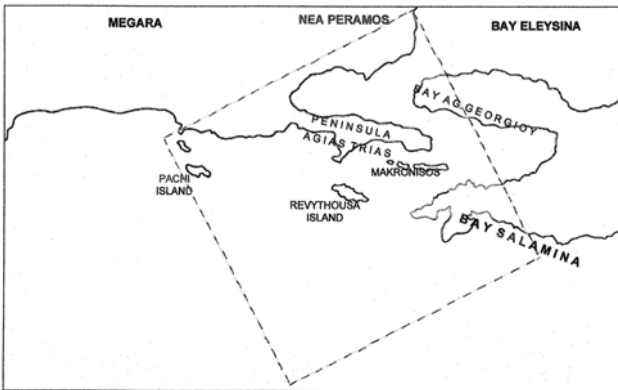 MEGARA
NEA PERAMOS
BAY ELEYSINA
BAY AG. GEORGIOY
PENINSULA
AGIAS TRIAS
MAKRONISOS
PACHI
ISLAND
REVYTHOUSA
ISLAND
BAY SALAMINA